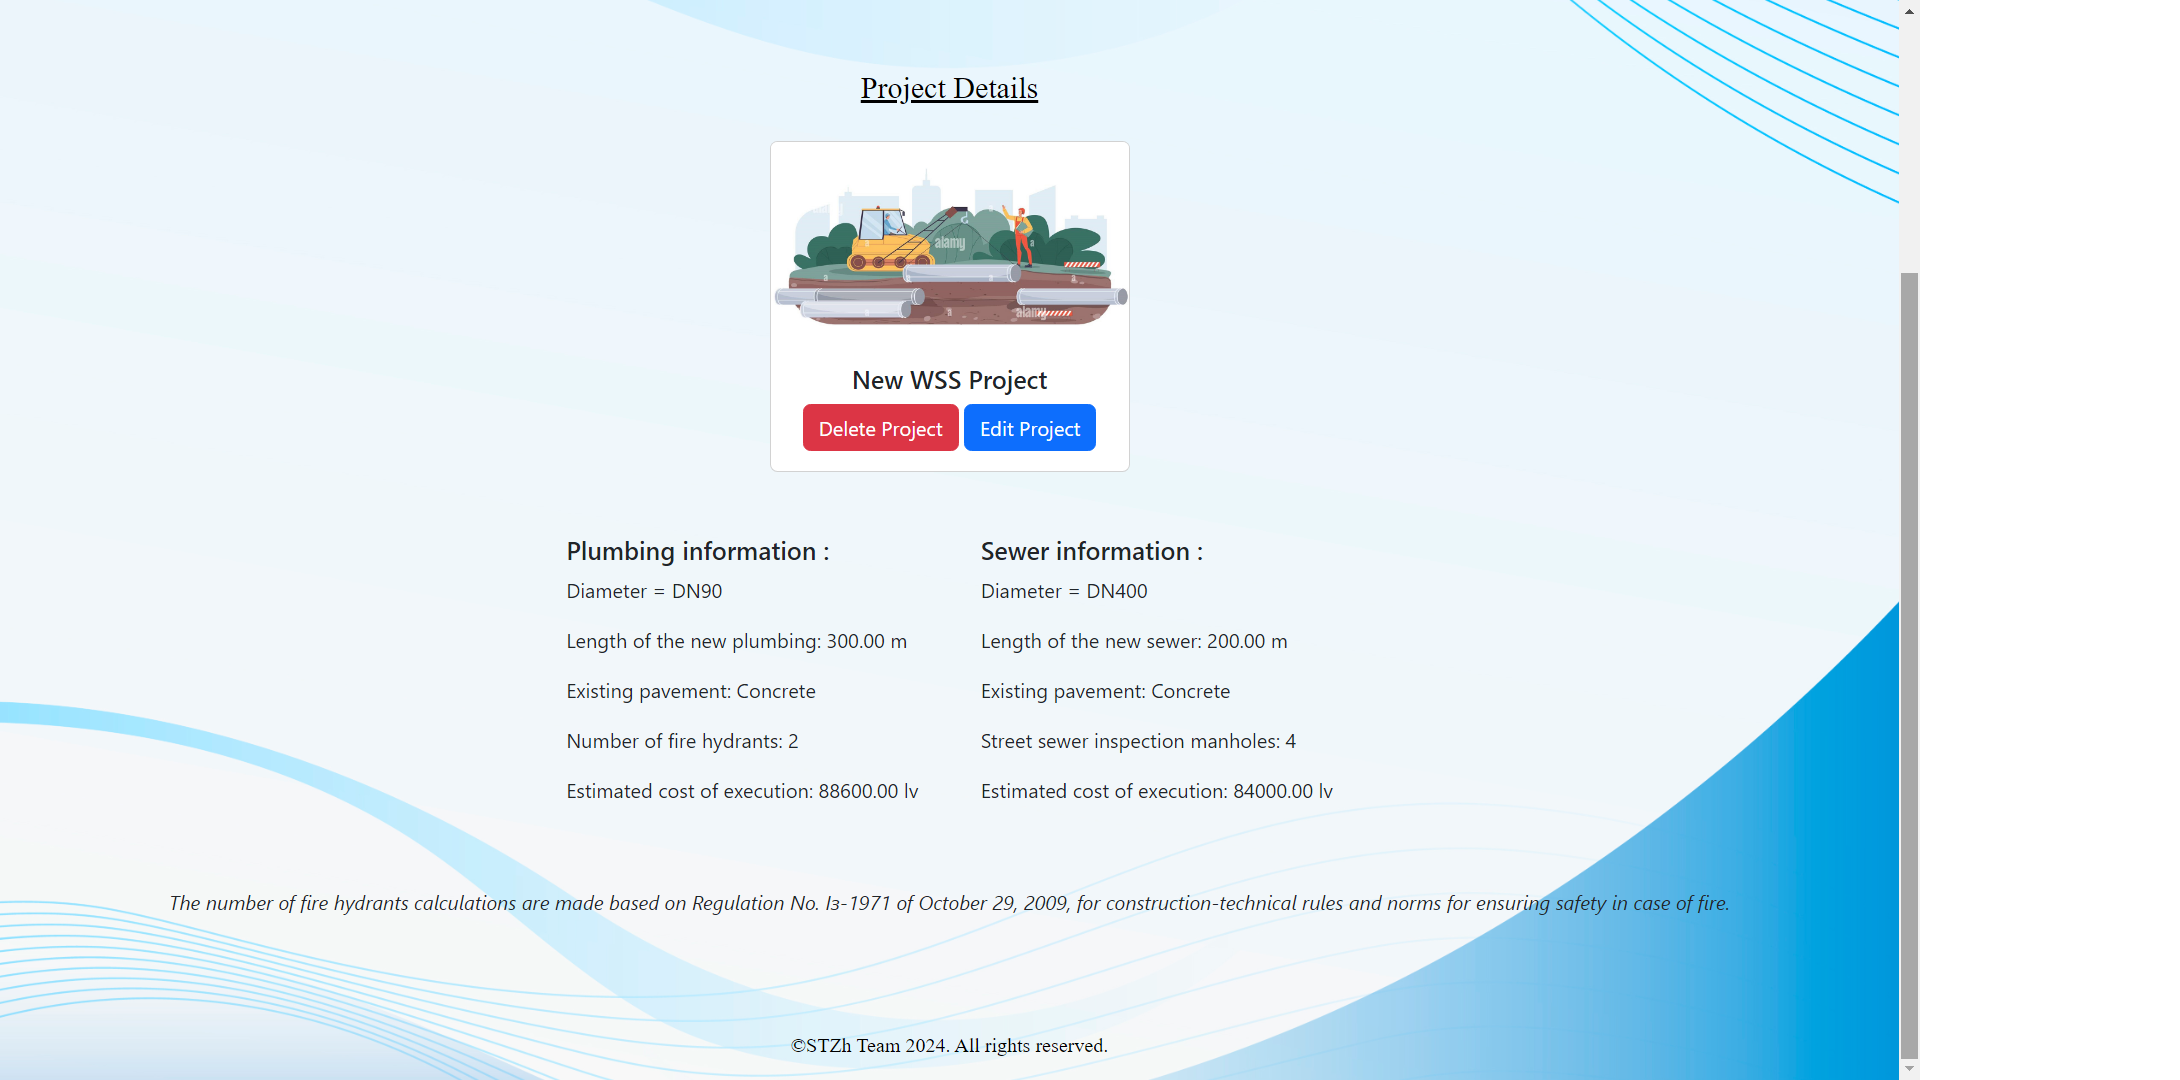 Project Details
alamy
alamy
New WSS Project
Delete Project Edit Project
Plumbing information :
Diameter = DN90
Length of the new plumbing: 300.00 m
Existing pavement: Concrete
Number of fire hydrants: 2
Estimated cost of execution: 88600.00 lv
Sewer information :
Diameter = DN400
Length of the new sewer: 200.00 m
Existing pavement: Concrete
Street sewer inspection manholes: 4
Estimated cost of execution: 84000.00 lv
The number of fire hydrants calculations are made based on Regulation No. Iз-1971 of October 29, 2009, for construction-technical rules and norms for ensuring safety in case of fire.
©STZh Team 2024. All rights reserved.